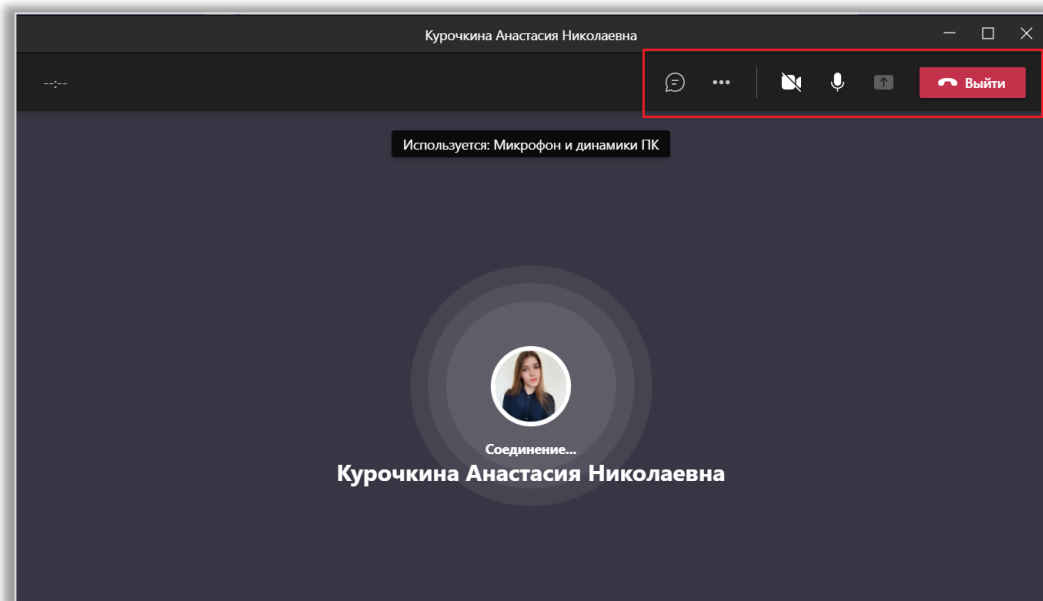 Курочкина Анастасия Николаевна
--:--
Выйти
Используется: Микрофон и динамики ПК
Соединение...
Курочкина Анастасия Николаевна